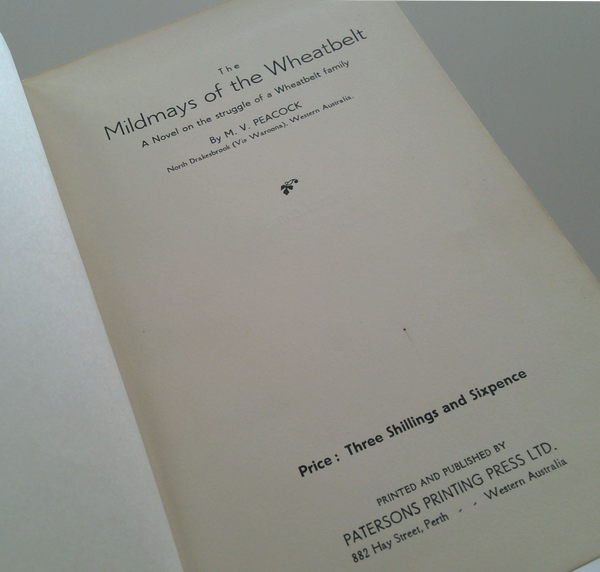 The
Mildmays of the Wheatbelt
A Novel on the struggle of a Wheatbelt family
By M. V. PEACOCK
North Drakesbrook (Via Waroona), Western Australia.
Price: Three Shillings and Sixpence
PRINTED AND PUBLISHED BY
PATERSONS PRINTING PRESS LTD.
882 Hay Street, Perth - - Western Australia